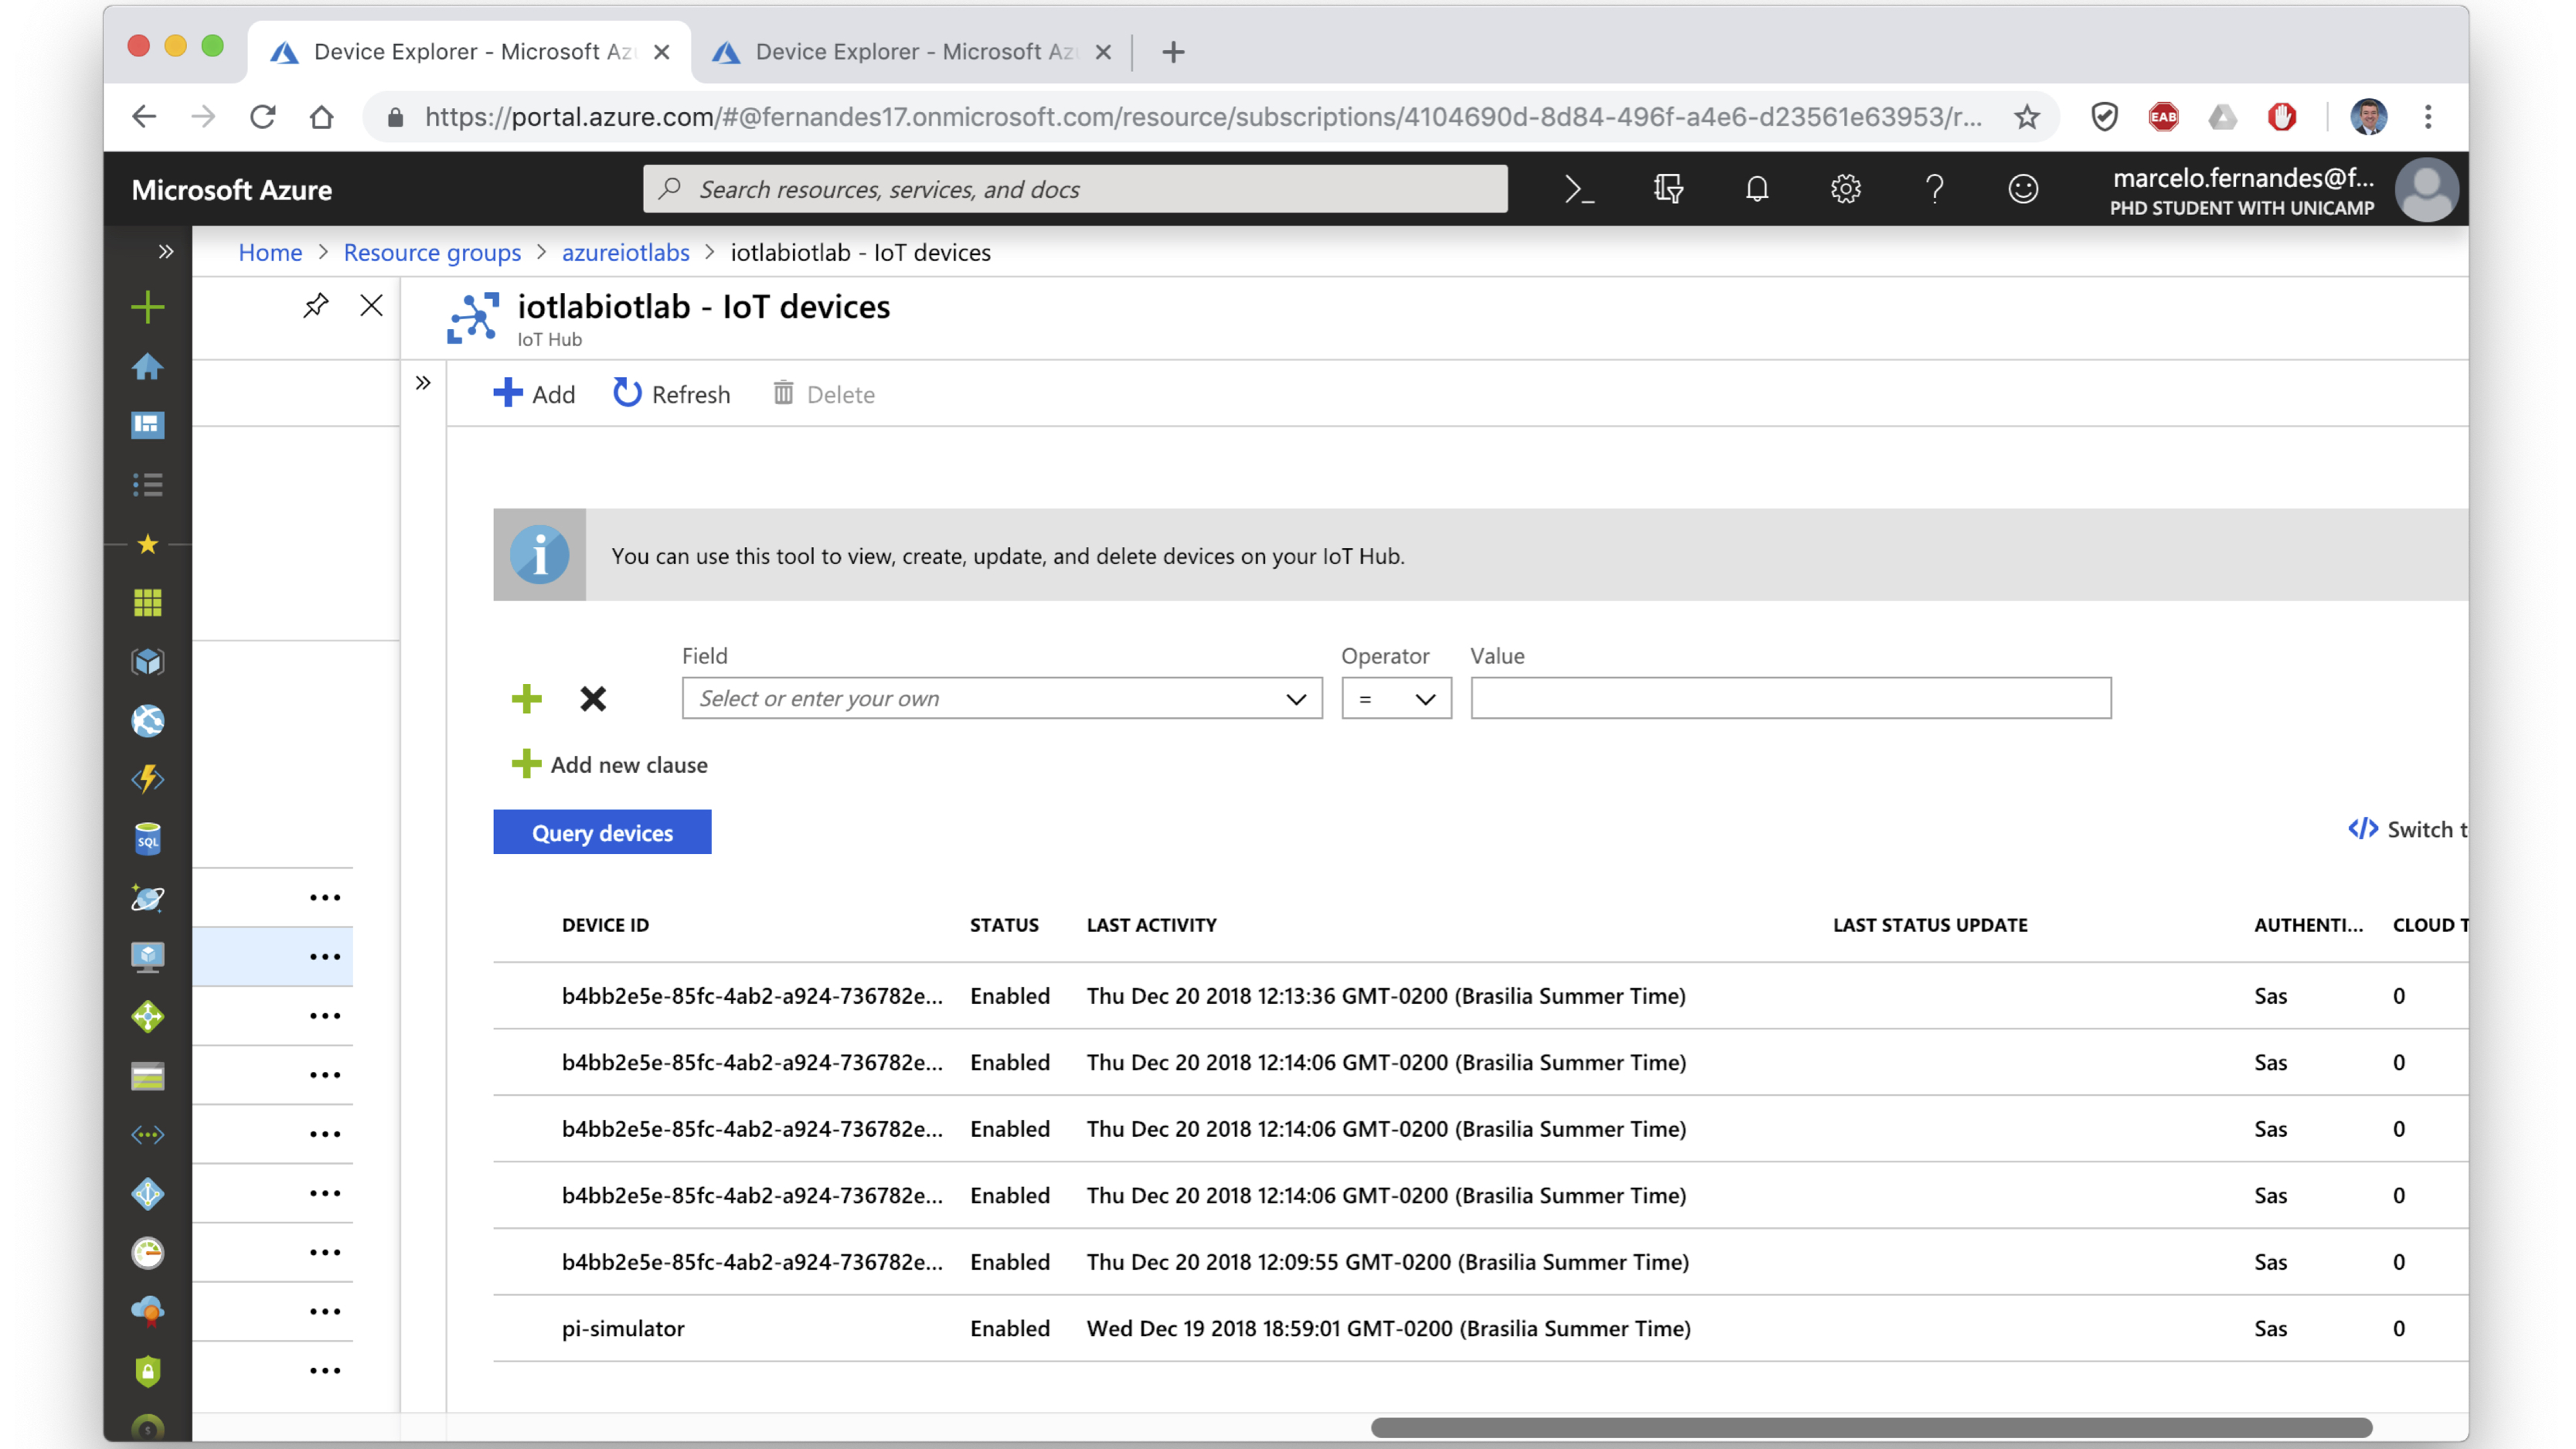 Device Explorer - Microsoft Az
Device Explorer - Microsoft Az
https://portal.azure.com/#@fernandes17.onmicrosoft.com/resource/subscriptions/4104690d-8d84-496f-a4e6-d23561e63953/r...
EAB
Microsoft Azure
Search resources, services, and docs
marcelo.fernandes@f...
PHD STUDENT WITH UNICAMP
Home > Resource groups > azureiotlabs > iotlabiotlab - IoT devices
iotlabiotlab - IoT devices
IoT Hub
Add Refresh Delete
You can use this tool to view, create, update, and delete devices on your IoT Hub.
Field Operator Value
Select or enter your own =
Add new clause
Query devices
</> Switch t
SQL
DEVICE ID STATUS LAST ACTIVITY LAST STATUS UPDATE AUTHENTI... CLOUD T
b4bb2e5e-85fc-4ab2-a924-736782e... Enabled Thu Dec 20 2018 12:13:36 GMT-0200 (Brasilia Summer Time) Sas 0
b4bb2e5e-85fc-4ab2-a924-736782e... Enabled Thu Dec 20 2018 12:14:06 GMT-0200 (Brasilia Summer Time) Sas 0
b4bb2e5e-85fc-4ab2-a924-736782e... Enabled Thu Dec 20 2018 12:14:06 GMT-0200 (Brasilia Summer Time) Sas 0
b4bb2e5e-85fc-4ab2-a924-736782e... Enabled Thu Dec 20 2018 12:14:06 GMT-0200 (Brasilia Summer Time) Sas 0
b4bb2e5e-85fc-4ab2-a924-736782e... Enabled Thu Dec 20 2018 12:09:55 GMT-0200 (Brasilia Summer Time) Sas 0
pi-simulator Enabled Wed Dec 19 2018 18:59:01 GMT-0200 (Brasilia Summer Time) Sas 0